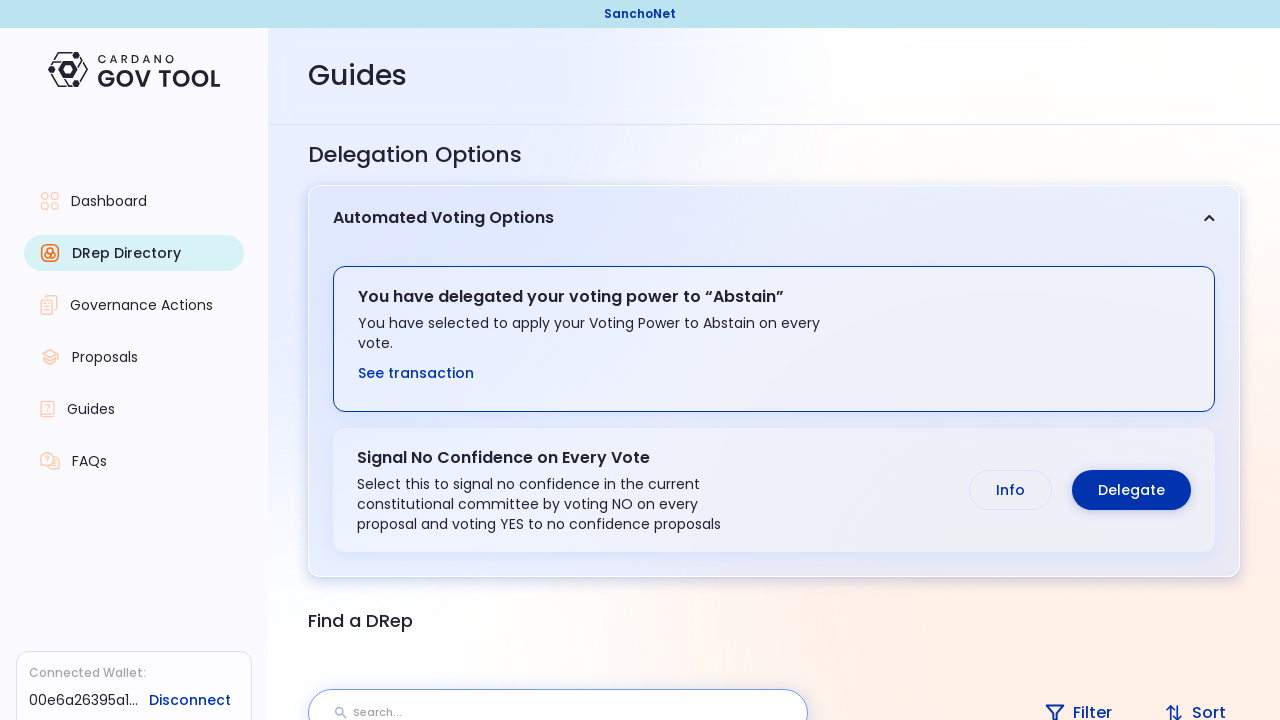 SanchoNet
CARDANO
GOV TOOL
Guides
Delegation Options
Dashboard
DRep Directory
Governance Actions
Proposals
Guides
FAQs
Connected Wallet:
00e6a26395a1... Disconnect
Automated Voting Options
You have delegated your voting power to “Abstain”
You have selected to apply your Voting Power to Abstain on every
vote.
See transaction
Signal No Confidence on Every Vote
Select this to signal no confidence in the current
constitutional committee by voting NO on every
proposal and voting YES to no confidence proposals
Info
Delegate
Find a DRep
Search...
Filter
Sort